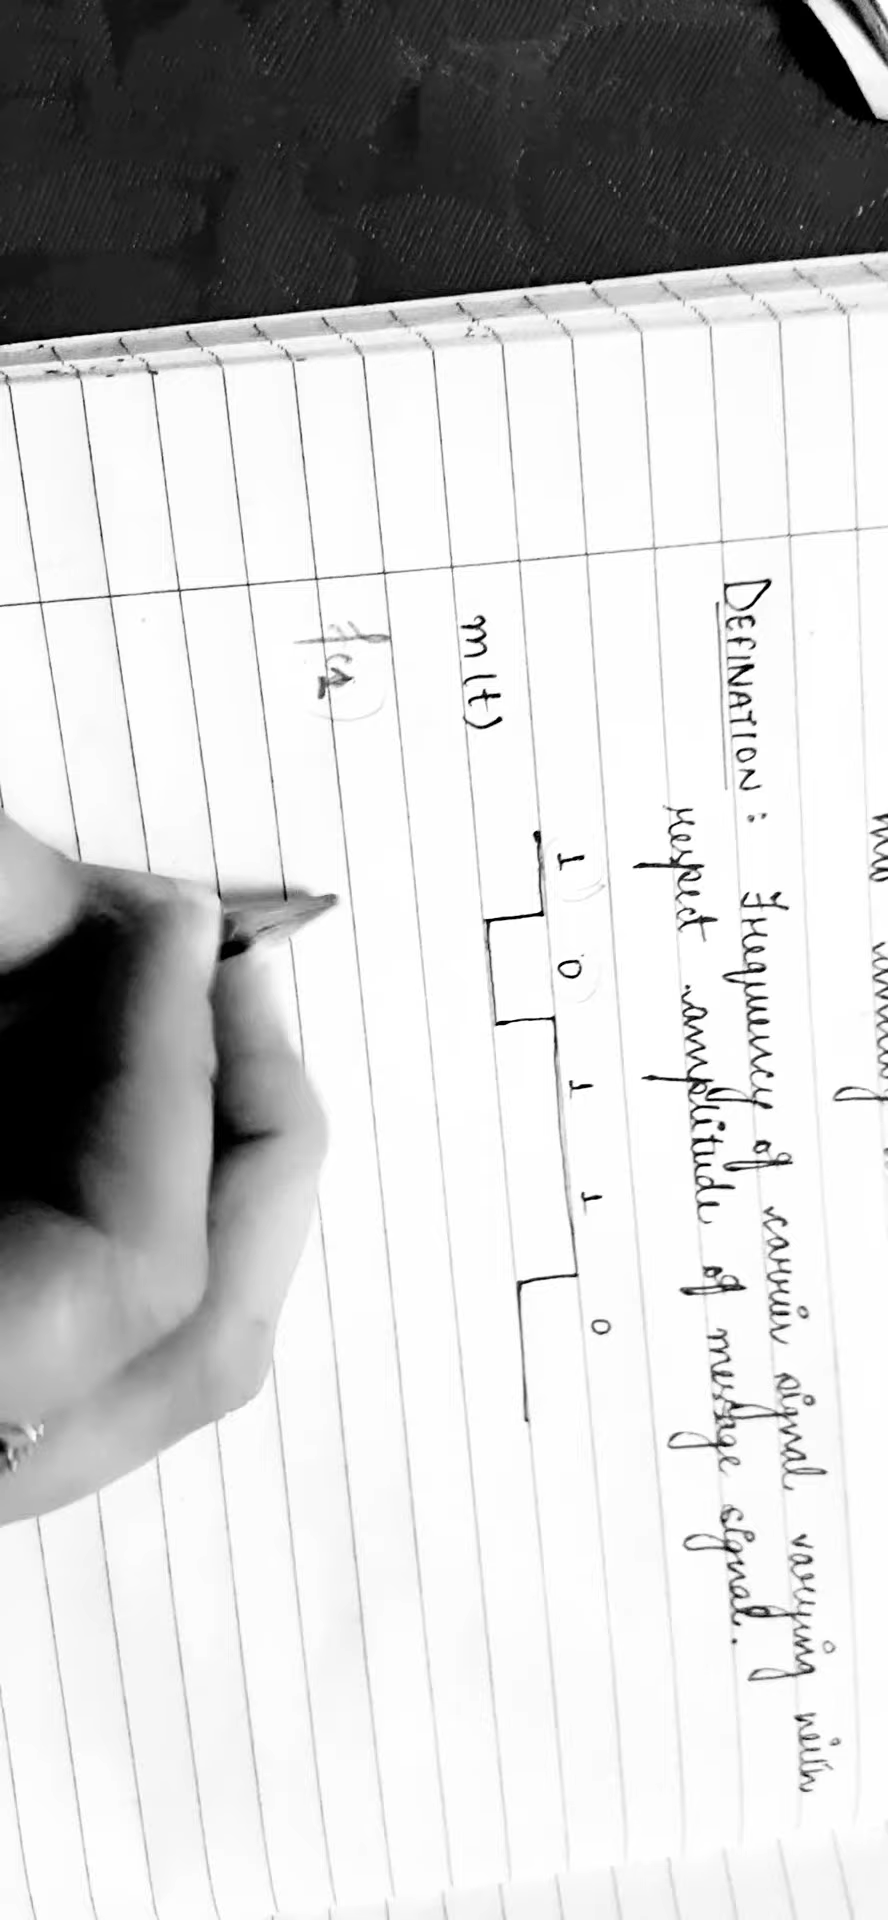 DEFINATION : Frequency of carrier signal varying with
respect amplitude of message signal.
1 0 1 1 0
m(t)